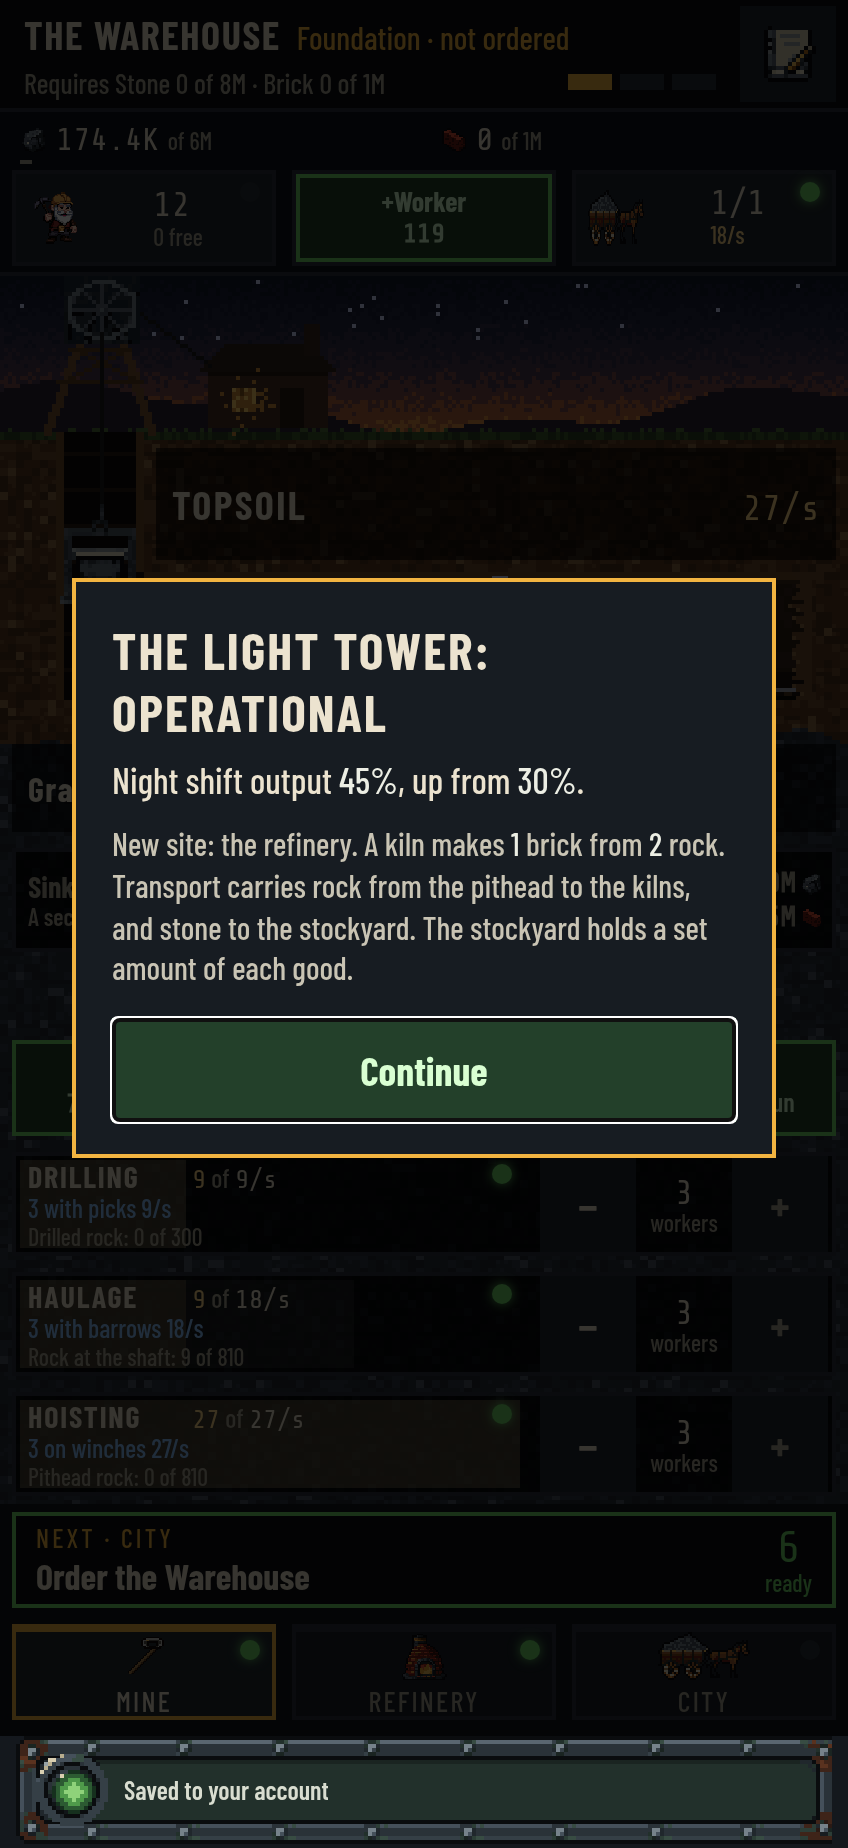 THE WAREHOUSE Foundation · not ordered
Requires Stone 0 of 8M · Brick 0 of 1M
174.4K of 6M
0 of 1M
12
0 free
+Worker
119
1/1
18/s
TOPSOIL
27/s
THE LIGHT TOWER:
OPERATIONAL
Night shift output 45%, up from 30%.
New site: the refinery. A kiln makes 1 brick from 2 rock.
Transport carries rock from the pithead to the kilns,
and stone to the stockyard. The stockyard holds a set
amount of each good.
Continue
DRILLING 9 of 9/s
3 with picks 9/s
Drilled rock: 0 of 300
- 3 workers +
HAULAGE 9 of 18/s
3 with barrows 18/s
Rock at the shaft: 9 of 810
- 3 workers +
HOISTING 27 of 27/s
3 on winches 27/s
Pithead rock: 0 of 810
- 3 workers +
NEXT · CITY
Order the Warehouse
6
ready
MINE
REFINERY
CITY
Saved to your account